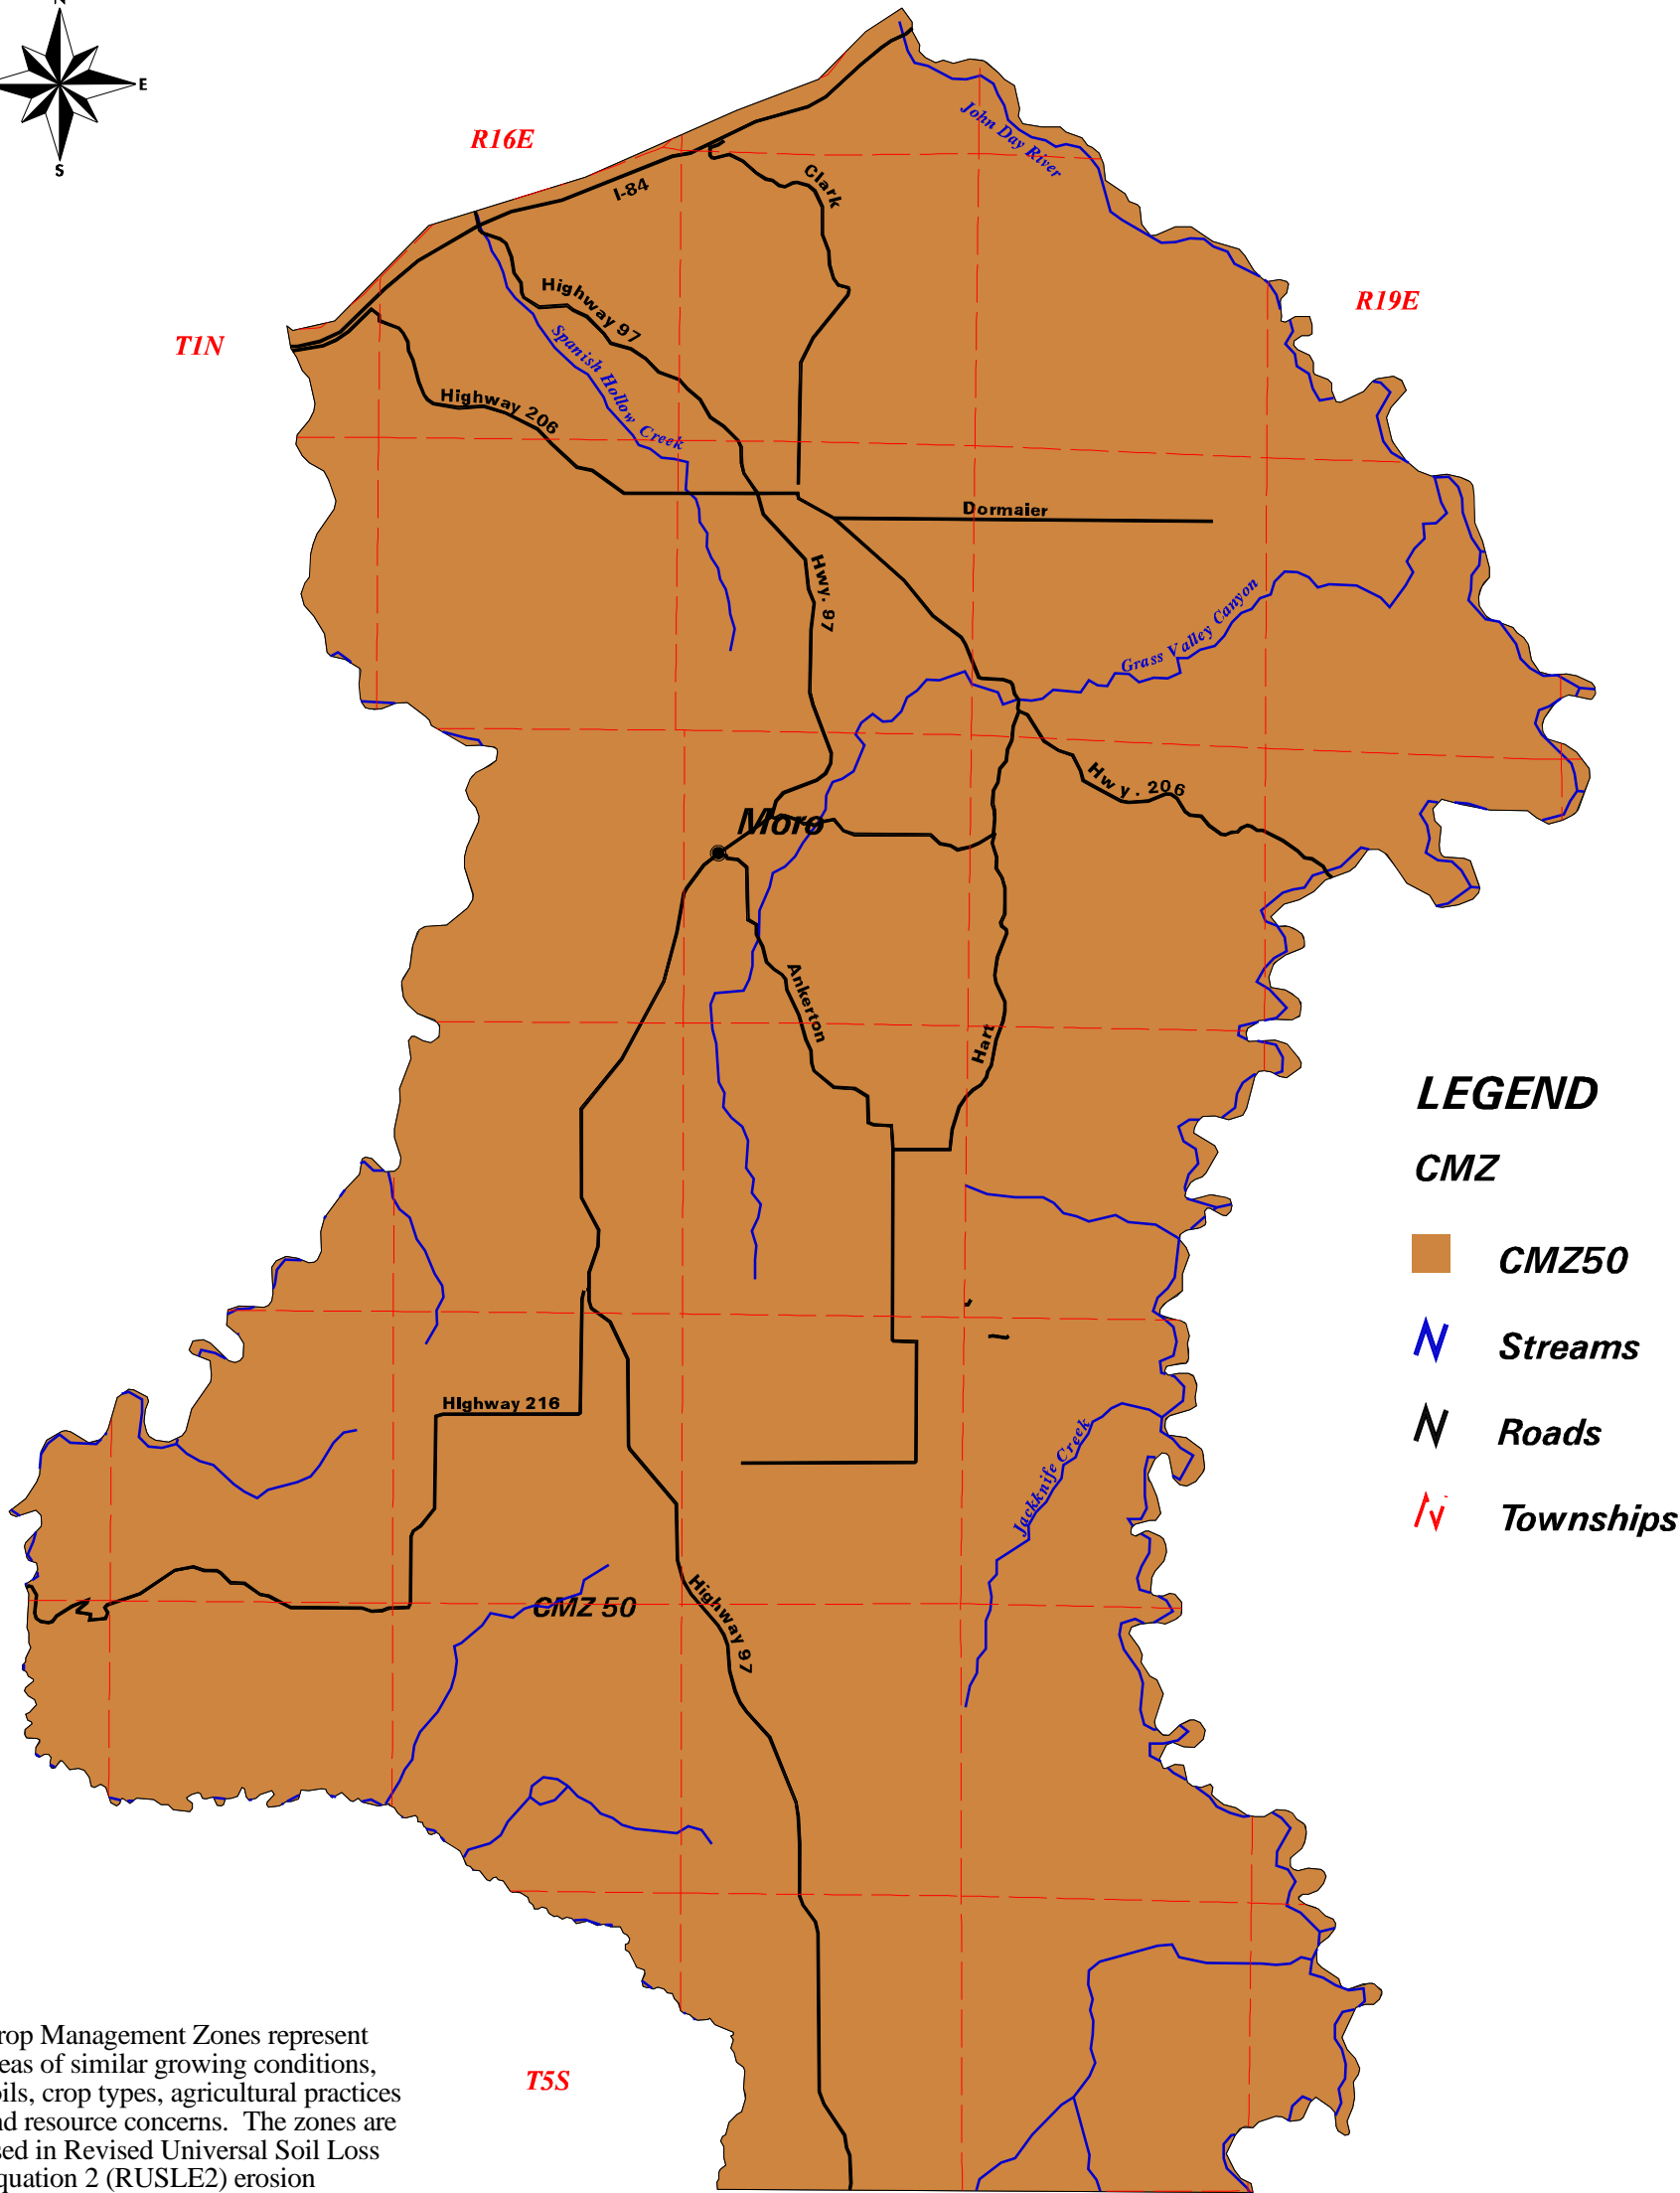 N
E
S
R16E
John Day River
Clark
I-84
R19E
Highway 97
T1N
Spanish Hollow Creek
Highway 206
Dormaier
Hwy. 97
Grass Valley Canyon
Hwy. 206
Moro
Ankerton
Hart
LEGEND
CMZ
CMZ50
Streams
Roads
Townships
HIghway 216
Jackknife Creek
Highway 97
CMZ 50
T5S
rop Management Zones represent
eas of similar growing conditions,
oils, crop types, agricultural practices
nd resource concerns. The zones are
sed in Revised Universal Soil Loss
quation 2 (RUSLE2) erosion